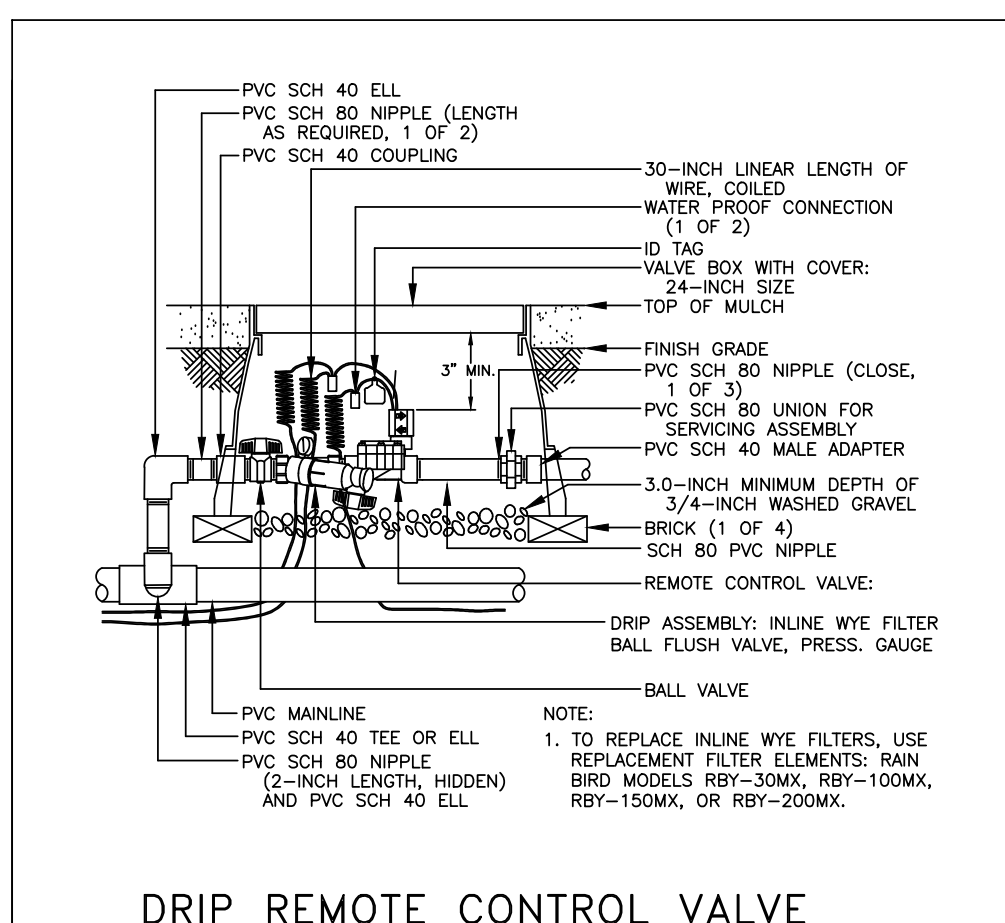 PVC SCH 40 ELL
PVC SCH 80 NIPPLE (LENGTH
AS REQUIRED, 1 OF 2)
PVC SCH 40 COUPLING
30-INCH LINEAR LENGTH OF
WIRE, COILED
WATER PROOF CONNECTION
(1 OF 2)
ID TAG
VALVE BOX WITH COVER:
24-INCH SIZE
TOP OF MULCH
FINISH GRADE
3" MIN.
PVC SCH 80 NIPPLE (CLOSE,
1 OF 3)
PVC SCH 80 UNION FOR
SERVICING ASSEMBLY
PVC SCH 40 MALE ADAPTER
3.0-INCH MINIMUM DEPTH OF
3/4-INCH WASHED GRAVEL
BRICK (1 OF 4)
SCH 80 PVC NIPPLE
REMOTE CONTROL VALVE:
DRIP ASSEMBLY: INLINE WYE FILTER
BALL FLUSH VALVE, PRESS. GAUGE
BALL VALVE
PVC MAINLINE
PVC SCH 40 TEE OR ELL
PVC SCH 80 NIPPLE
(2-INCH LENGTH, HIDDEN)
AND PVC SCH 40 ELL
NOTE:
1. TO REPLACE INLINE WYE FILTERS, USE
REPLACEMENT FILTER ELEMENTS: RAIN
BIRD MODELS RBY-30MX, RBY-100MX,
RBY-150MX, OR RBY-200MX.
DRIP REMOTE CONTROL VALVE